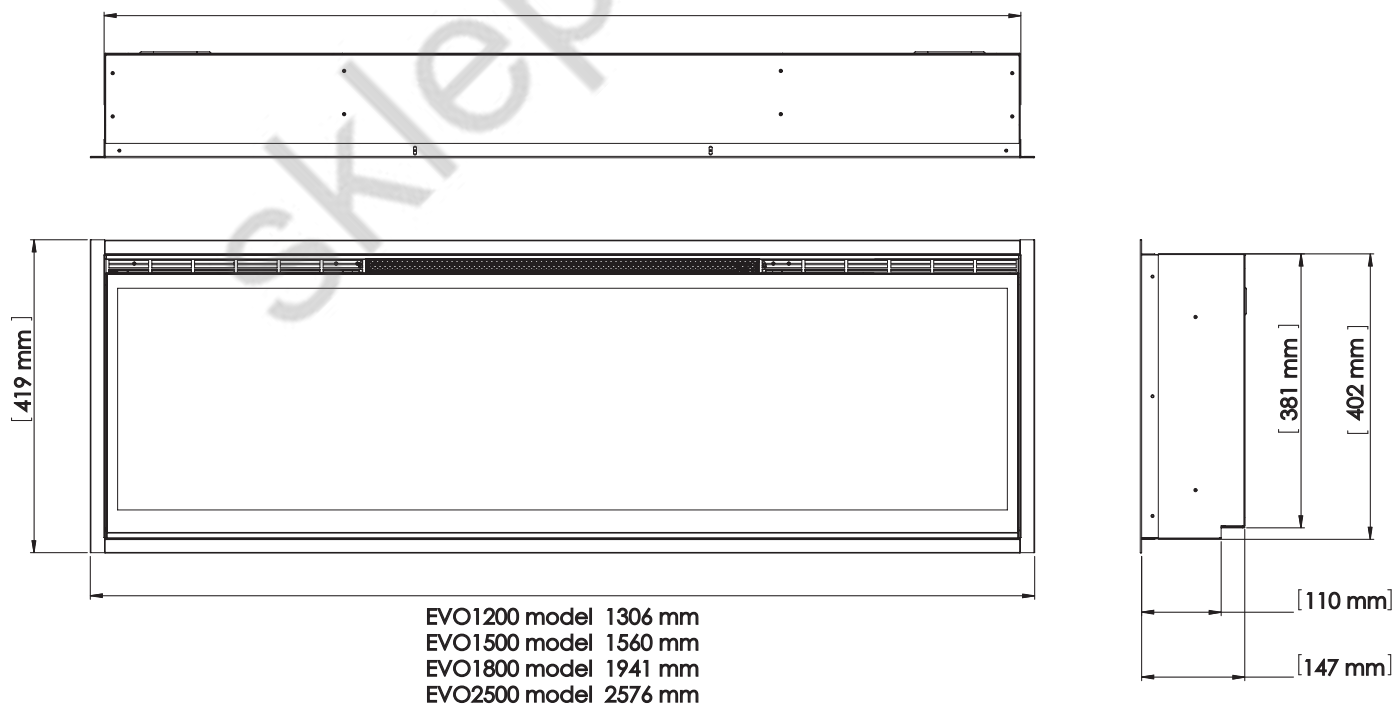 sklep
[ 419 mm ]
[ 381 mm ]
[ 402 mm ]
EVO1200 model 1306 mm
EVO1500 model 1560 mm
EVO1800 model 1941 mm
EVO2500 model 2576 mm
[110 mm]
[147 mm]